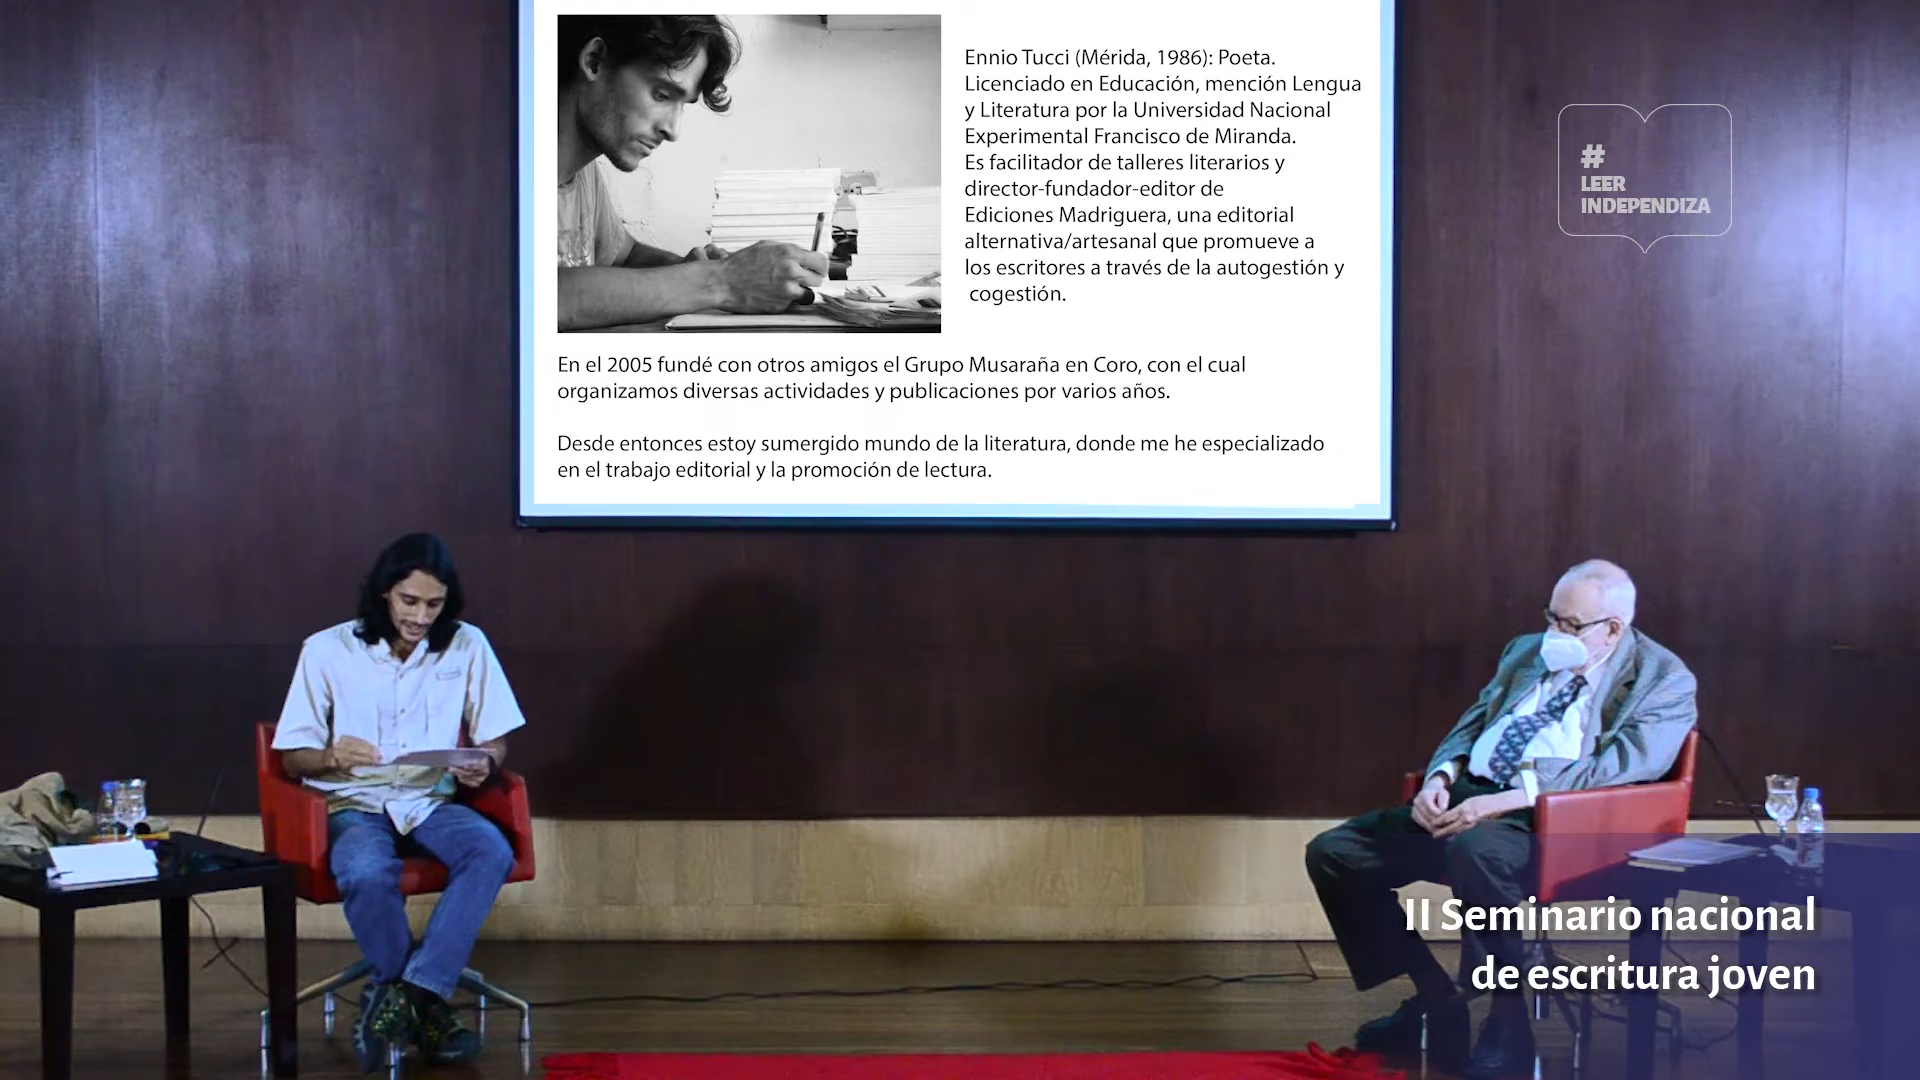 Ennio Tucci (Mérida, 1986): Poeta.
Licenciado en Educación, mención Lengua
y Literatura por la Universidad Nacional
Experimental Francisco de Miranda.
Es facilitador de talleres literarios y
director-fundador-editor de
Ediciones Madriguera, una editorial
alternativa/artesanal que promueve a
los escritores a través de la autogestión y
cogestión.
En el 2005 fundé con otros amigos el Grupo Musaraña en Coro, con el cual
organizamos diversas actividades y publicaciones por varios años.
Desde entonces estoy sumergido mundo de la literatura, donde me he especializado
en el trabajo editorial y la promoción de lectura.
#
LEER
INDEPENDIZA
II Seminario nacional
de escritura joven